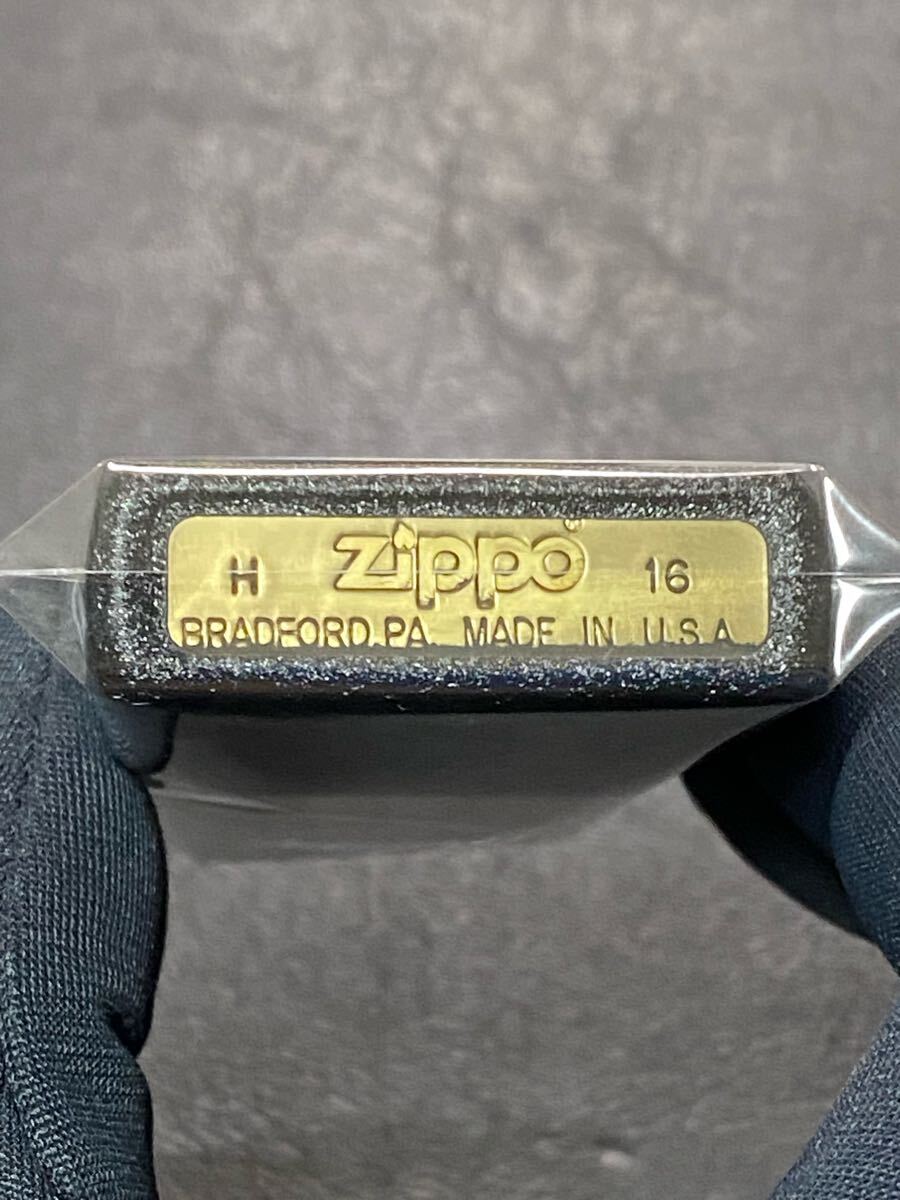 H zippo® 16
BRADFORD.PA. MADE IN U.S.A.